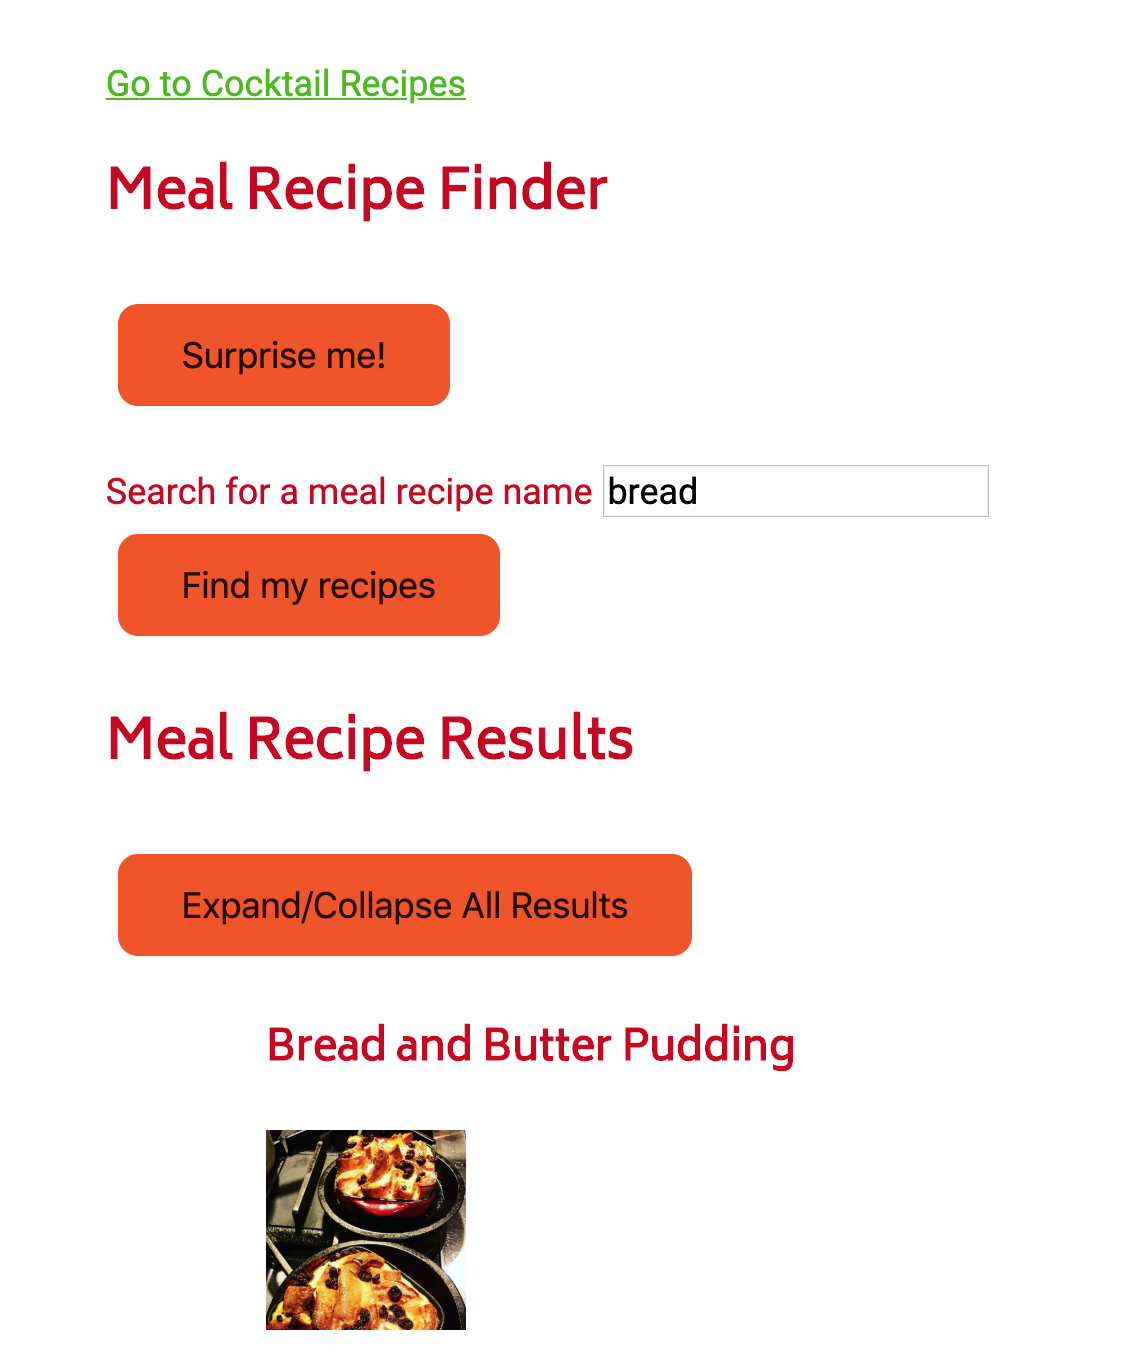 Go to Cocktail Recipes
Meal Recipe Finder
Surprise me!
Search for a meal recipe name bread
Find my recipes
Meal Recipe Results
Expand/Collapse All Results
Bread and Butter Pudding